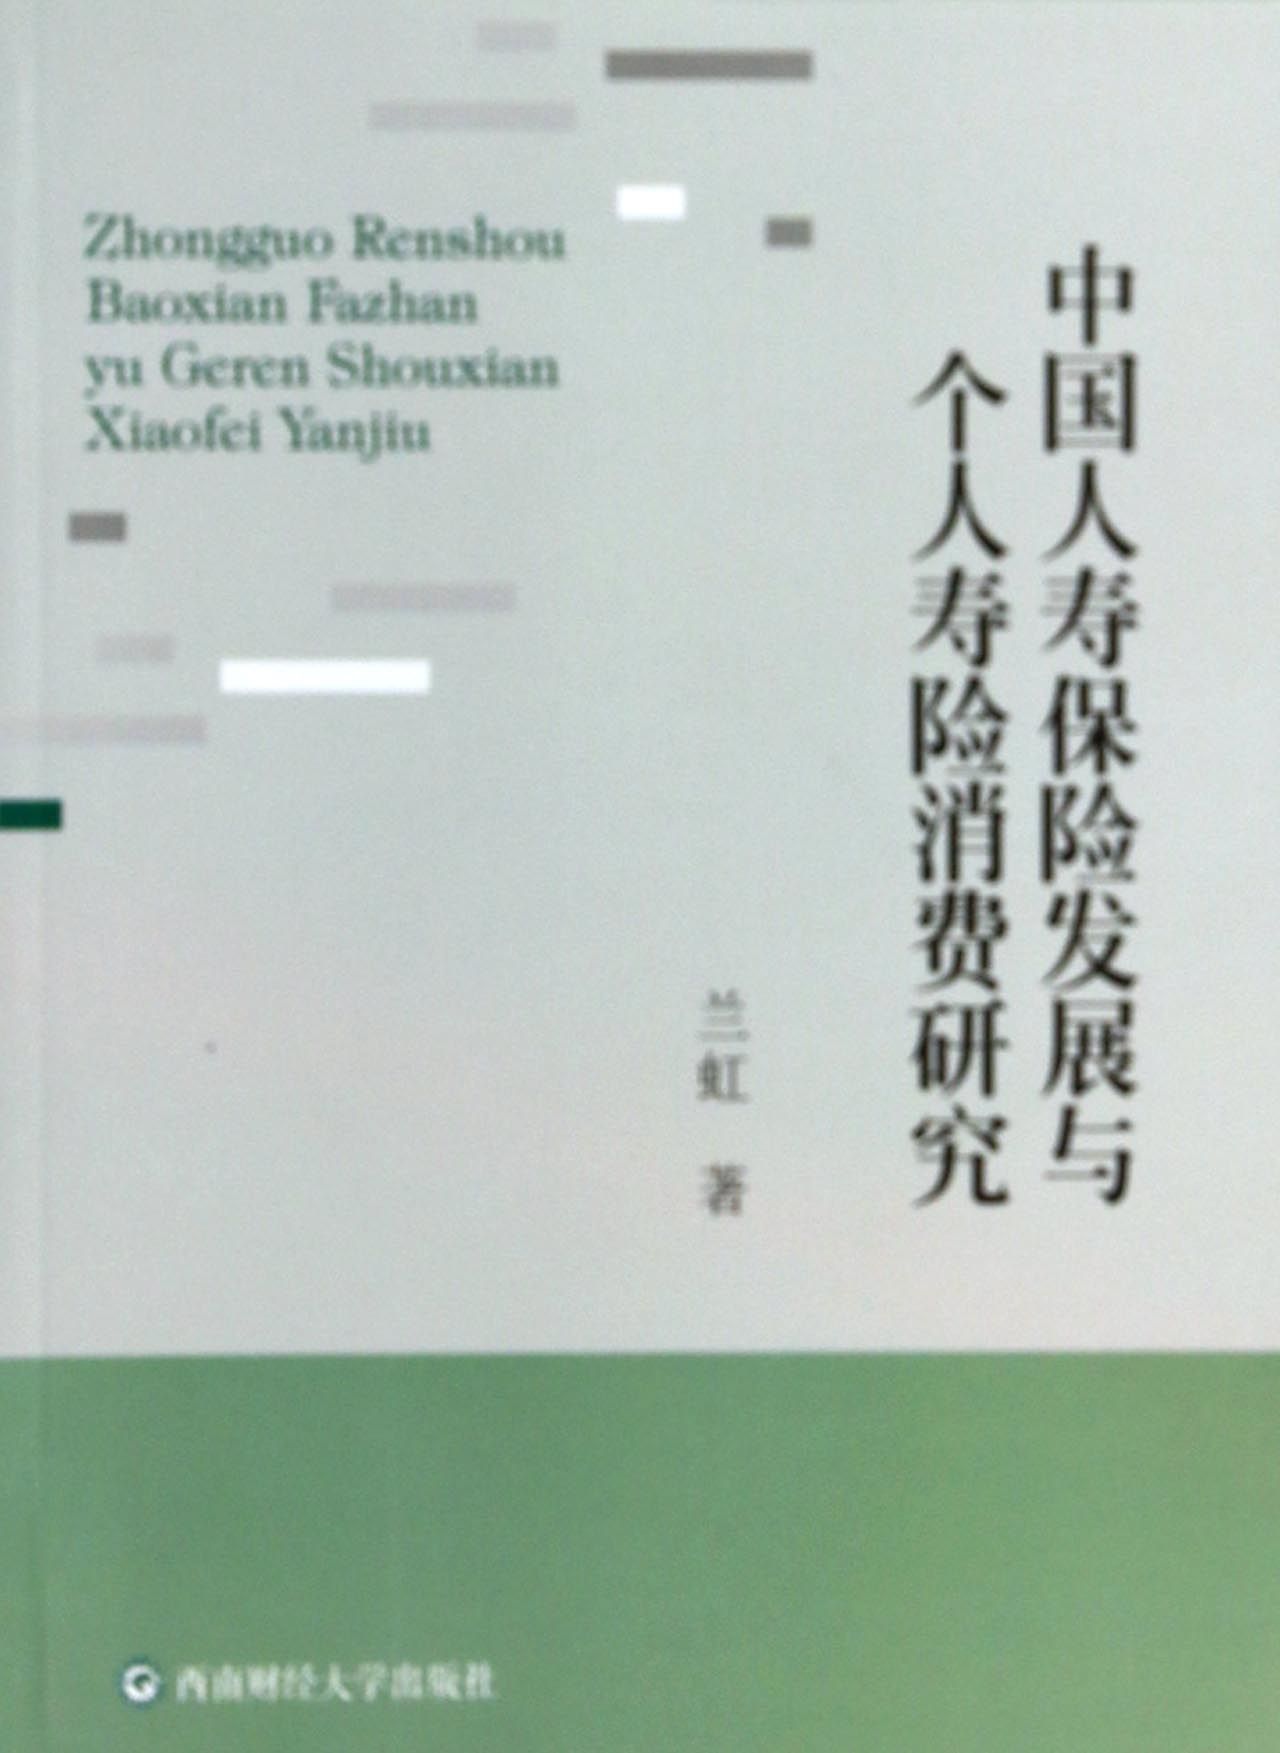 Zhongguo Renshou
Baoxian Fazhan
yu Geren Shouxian
Xiaofei Yanjiu
中国人寿保险发展与
个人寿险消费研究
兰虹 著
西南财经大学出版社